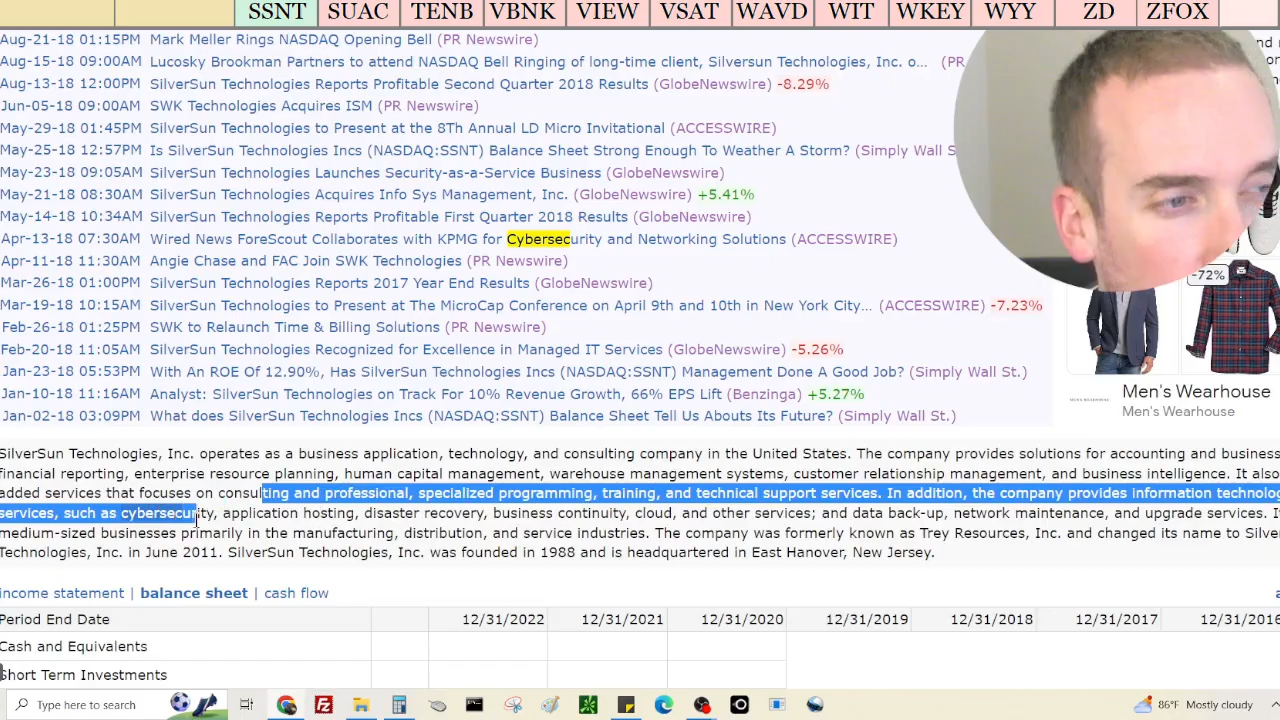 SSNT SUAC TENB VBNK VIEW VSAT WAVD WIT WKEY WYY ZD ZFOX
Aug-21-18 01:15PM Mark Meller Rings NASDAQ Opening Bell (PR Newswire)
Aug-15-18 09:00AM Lucosky Brookman Partners to attend NASDAQ Bell Ringing of long-time client, Silversun Technologies, Inc. o... (PR
Aug-13-18 12:00PM SilverSun Technologies Reports Profitable Second Quarter 2018 Results (GlobeNewswire) -8.29%
Jun-05-18 09:00AM SWK Technologies Acquires ISM (PR Newswire)
May-29-18 01:45PM SilverSun Technologies to Present at the 8Th Annual LD Micro Invitational (ACCESSWIRE)
May-25-18 12:57PM Is SilverSun Technologies Incs (NASDAQ:SSNT) Balance Sheet Strong Enough To Weather A Storm? (Simply Wall S
May-23-18 09:05AM SilverSun Technologies Launches Security-as-a-Service Business (GlobeNewswire)
May-21-18 08:30AM SilverSun Technologies Acquires Info Sys Management, Inc. (GlobeNewswire) +5.41%
May-14-18 10:34AM SilverSun Technologies Reports Profitable First Quarter 2018 Results (GlobeNewswire)
Apr-13-18 07:30AM Wired News ForeScout Collaborates with KPMG for Cybersecurity and Networking Solutions (ACCESSWIRE)
Apr-11-18 11:30AM Angie Chase and FAC Join SWK Technologies (PR Newswire)
Mar-26-18 01:00PM SilverSun Technologies Reports 2017 Year End Results (GlobeNewswire)
-72%
Mar-19-18 10:15AM SilverSun Technologies to Present at The MicroCap Conference on April 9th and 10th in New York City... (ACCESSWIRE) -7.23%
Feb-26-18 01:25PM SWK to Relaunch Time & Billing Solutions (PR Newswire)
Feb-20-18 11:05AM SilverSun Technologies Recognized for Excellence in Managed IT Services (GlobeNewswire) -5.26%
Jan-23-18 05:53PM With An ROE Of 12.90%, Has SilverSun Technologies Incs (NASDAQ:SSNT) Management Done A Good Job? (Simply Wall St.)
Jan-10-18 11:16AM Analyst: SilverSun Technologies on Track For 10% Revenue Growth, 66% EPS Lift (Benzinga) +5.27%
Jan-02-18 03:09PM What does SilverSun Technologies Inc (NASDAQ:SSNT) Balance Sheet Tell Us Abouts Its Future? (Simply Wall St.)
Men's Wearhouse
Men's Wearhouse
SilverSun Technologies, Inc. operates as a business application, technology, and consulting company in the United States. The company provides solutions for accounting and business
financial reporting, enterprise resource planning, human capital management, warehouse management systems, customer relationship management, and business intelligence. It also
added services that focuses on consulting and professional, specialized programming, training, and technical support services. In addition, the company provides information technolo
services, such as cybersecurity, application hosting, disaster recovery, business continuity, cloud, and other services; and data back-up, network maintenance, and upgrade services. I
medium-sized businesses primarily in the manufacturing, distribution, and service industries. The company was formerly known as Trey Resources, Inc. and changed its name to Silve
Technologies, Inc. in June 2011. SilverSun Technologies, Inc. was founded in 1988 and is headquartered in East Hanover, New Jersey.
income statement | balance sheet | cash flow
Period End Date 12/31/2022 12/31/2021 12/31/2020 12/31/2019 12/31/2018 12/31/2017 12/31/2016
Cash and Equivalents
Short Term Investments
Type here to search
86°F Mostly cloudy